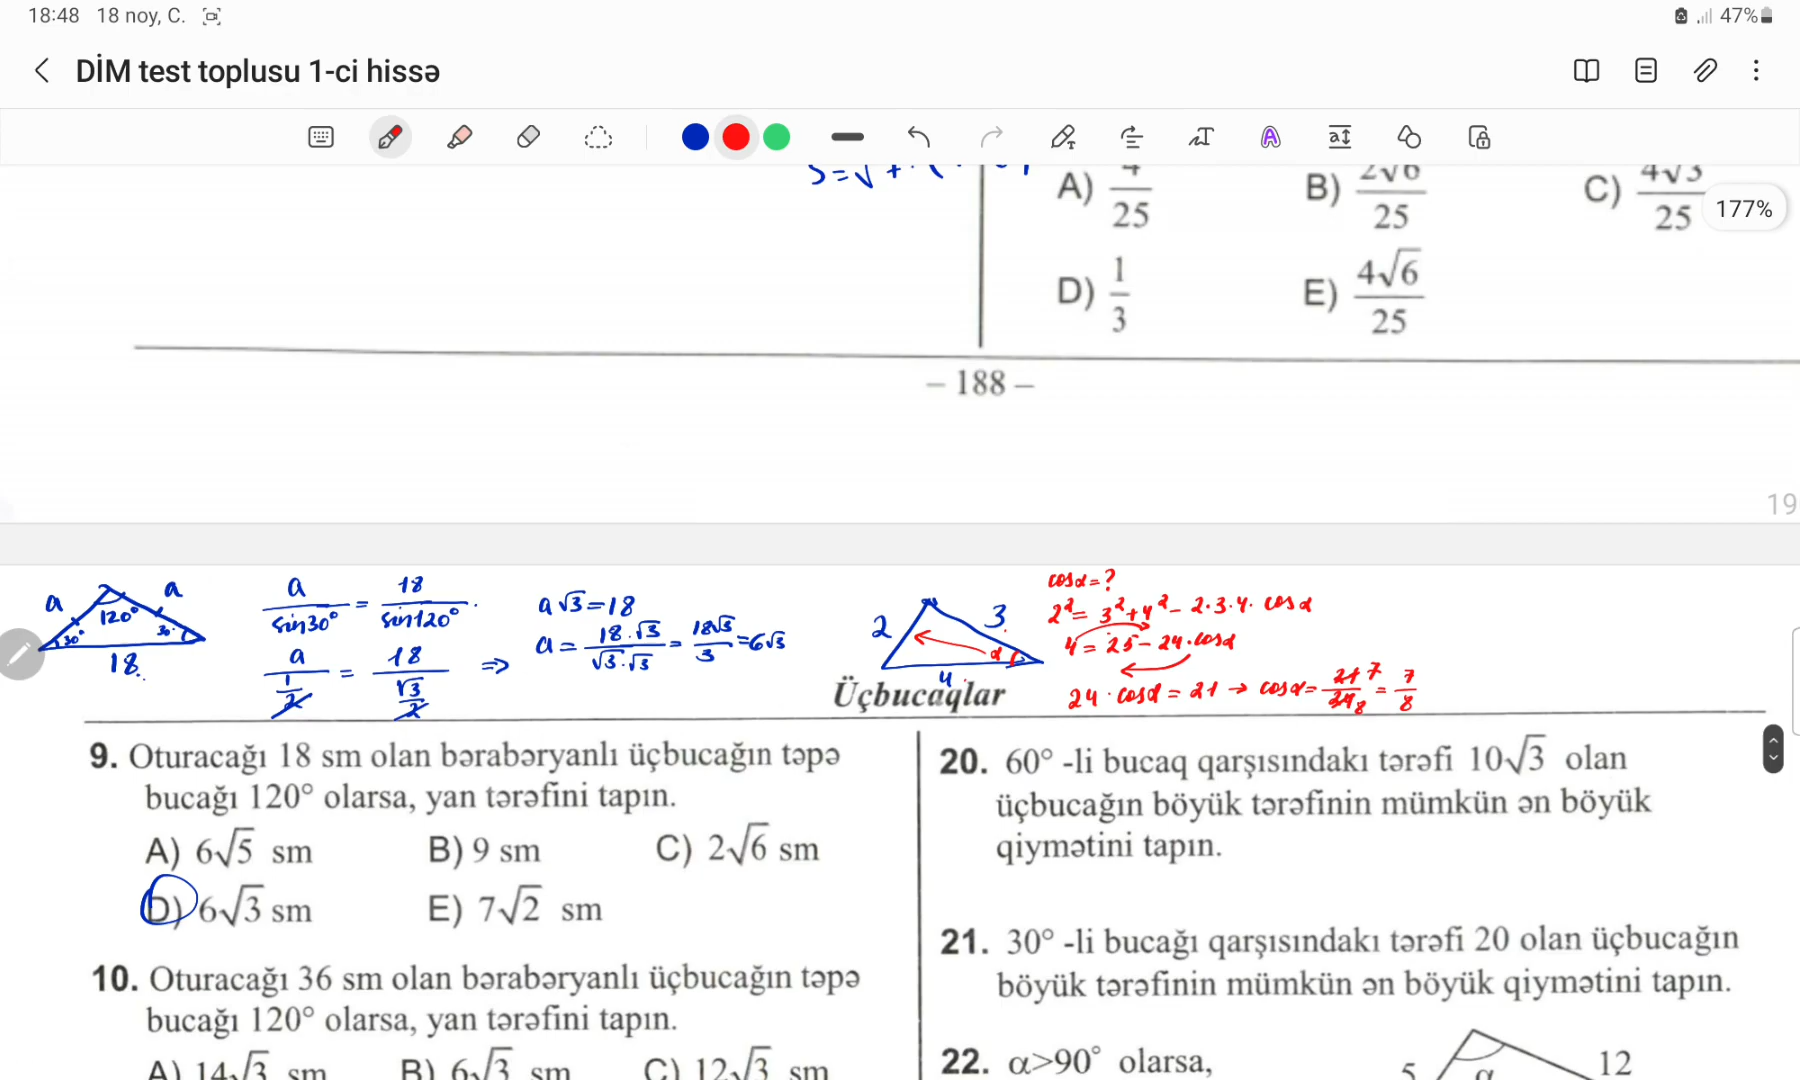 18:48 18 noy, C.
47%
DİM test toplusu 1-ci hissə
A) 4/25 B) 2√6/25 C) 4√3/25
177%
D) 1/3 E) 4√6/25
– 188 –
19
a a 120° 30° 30° 18
a/sin30° = 18/sin120°
a/(1/2) = 18/(√3/2) ⇒
a√3=18
a = 18·√3/√3·√3 = 18√3/3 = 6√3
2 3 α 4
cosα=?
2²= 3²+4²- 2·3·4· cosα
4= 25- 24·cosα
24·cosα = 21 → cosα= 21/24 7 8 = 7/8
Üçbucaqlar
9. Oturacağı 18 sm olan bərabəryanlı üçbucağın təpə
bucağı 120° olarsa, yan tərəfini tapın.
A) 6√5 sm B) 9 sm C) 2√6 sm
D) 6√3 sm E) 7√2 sm
10. Oturacağı 36 sm olan bərabəryanlı üçbucağın təpə
bucağı 120° olarsa, yan tərəfini tapın.
A) 14√3 sm B) 6√3 sm C) 12√3 sm
20. 60° -li bucaq qarşısındakı tərəfi 10√3 olan
üçbucağın böyük tərəfinin mümkün ən böyük
qiymətini tapın.
21. 30° -li bucağı qarşısındakı tərəfi 20 olan üçbucağın
böyük tərəfinin mümkün ən böyük qiymətini tapın.
22. α>90° olarsa,
5 α 12